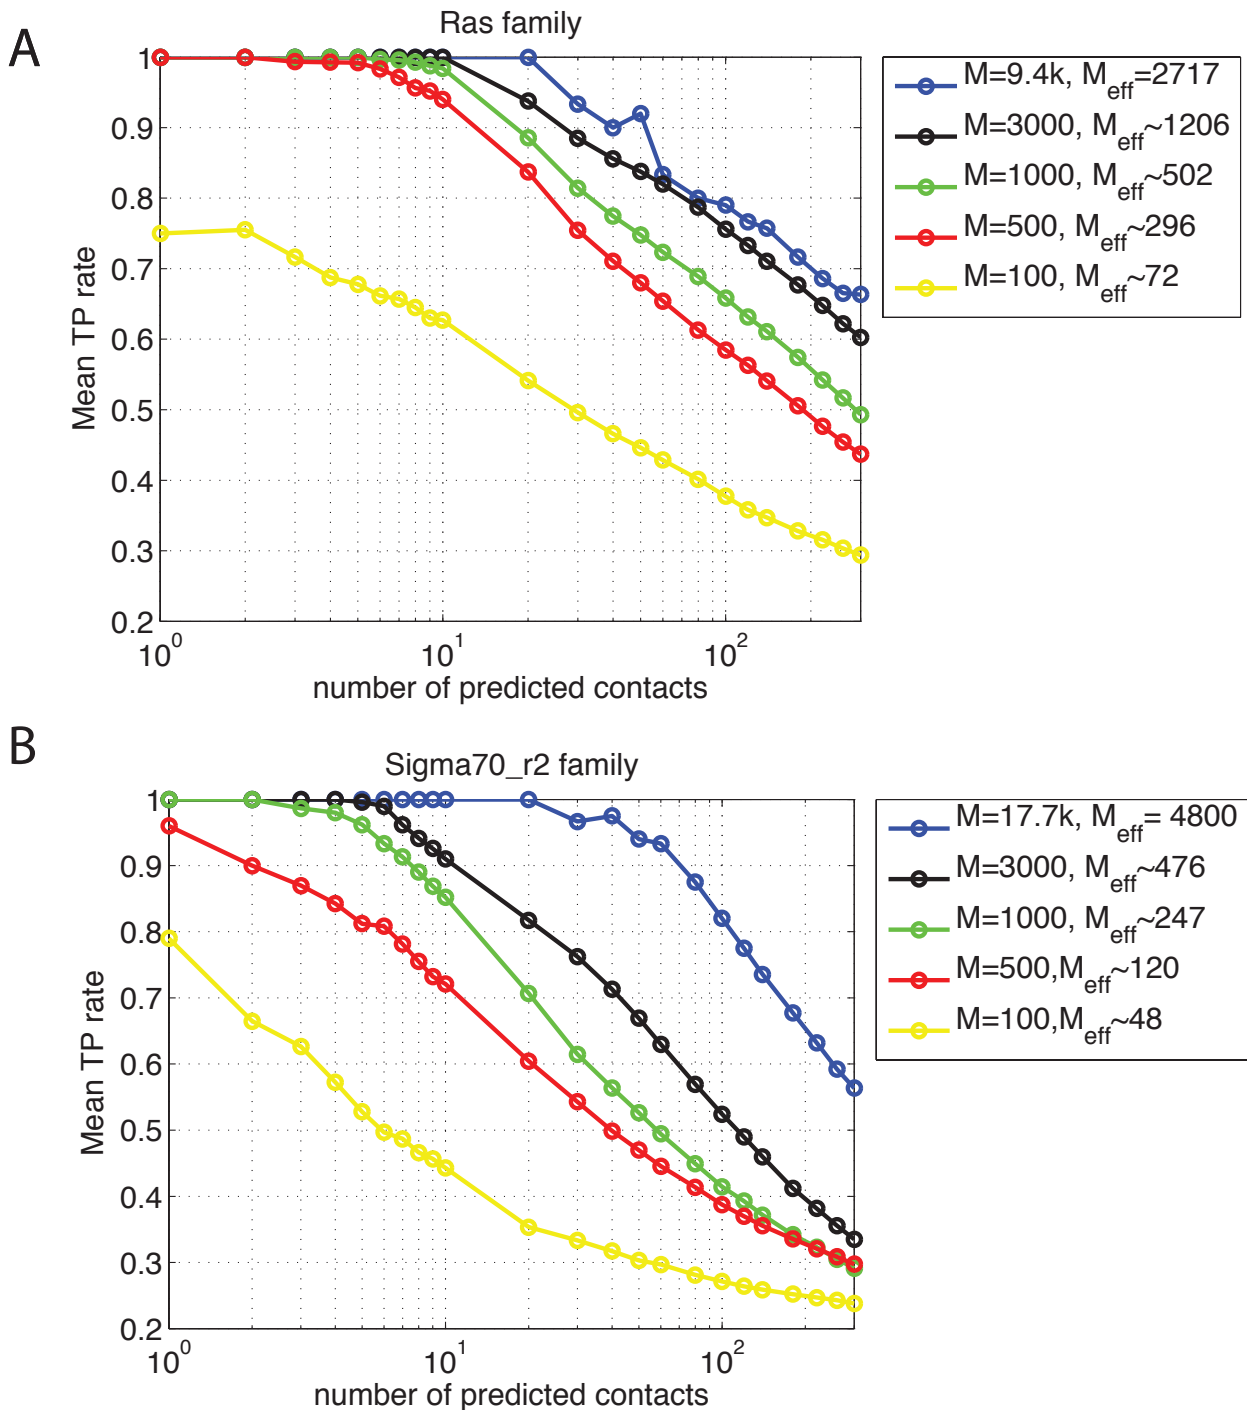 A
Ras family
1
0.9
0.8
0.7
0.6
0.5
0.4
0.3
0.2
Mean TP rate
10^0
10^1
10^2
number of predicted contacts
M=9.4k, M_eff=2717
M=3000, M_eff~1206
M=1000, M_eff~502
M=500, M_eff~296
M=100, M_eff~72
B
Sigma70_r2 family
1
0.9
0.8
0.7
0.6
0.5
0.4
0.3
0.2
Mean TP rate
10^0
10^1
10^2
number of predicted contacts
M=17.7k, M_eff= 4800
M=3000, M_eff~476
M=1000, M_eff~247
M=500,M_eff~120
M=100,M_eff~48